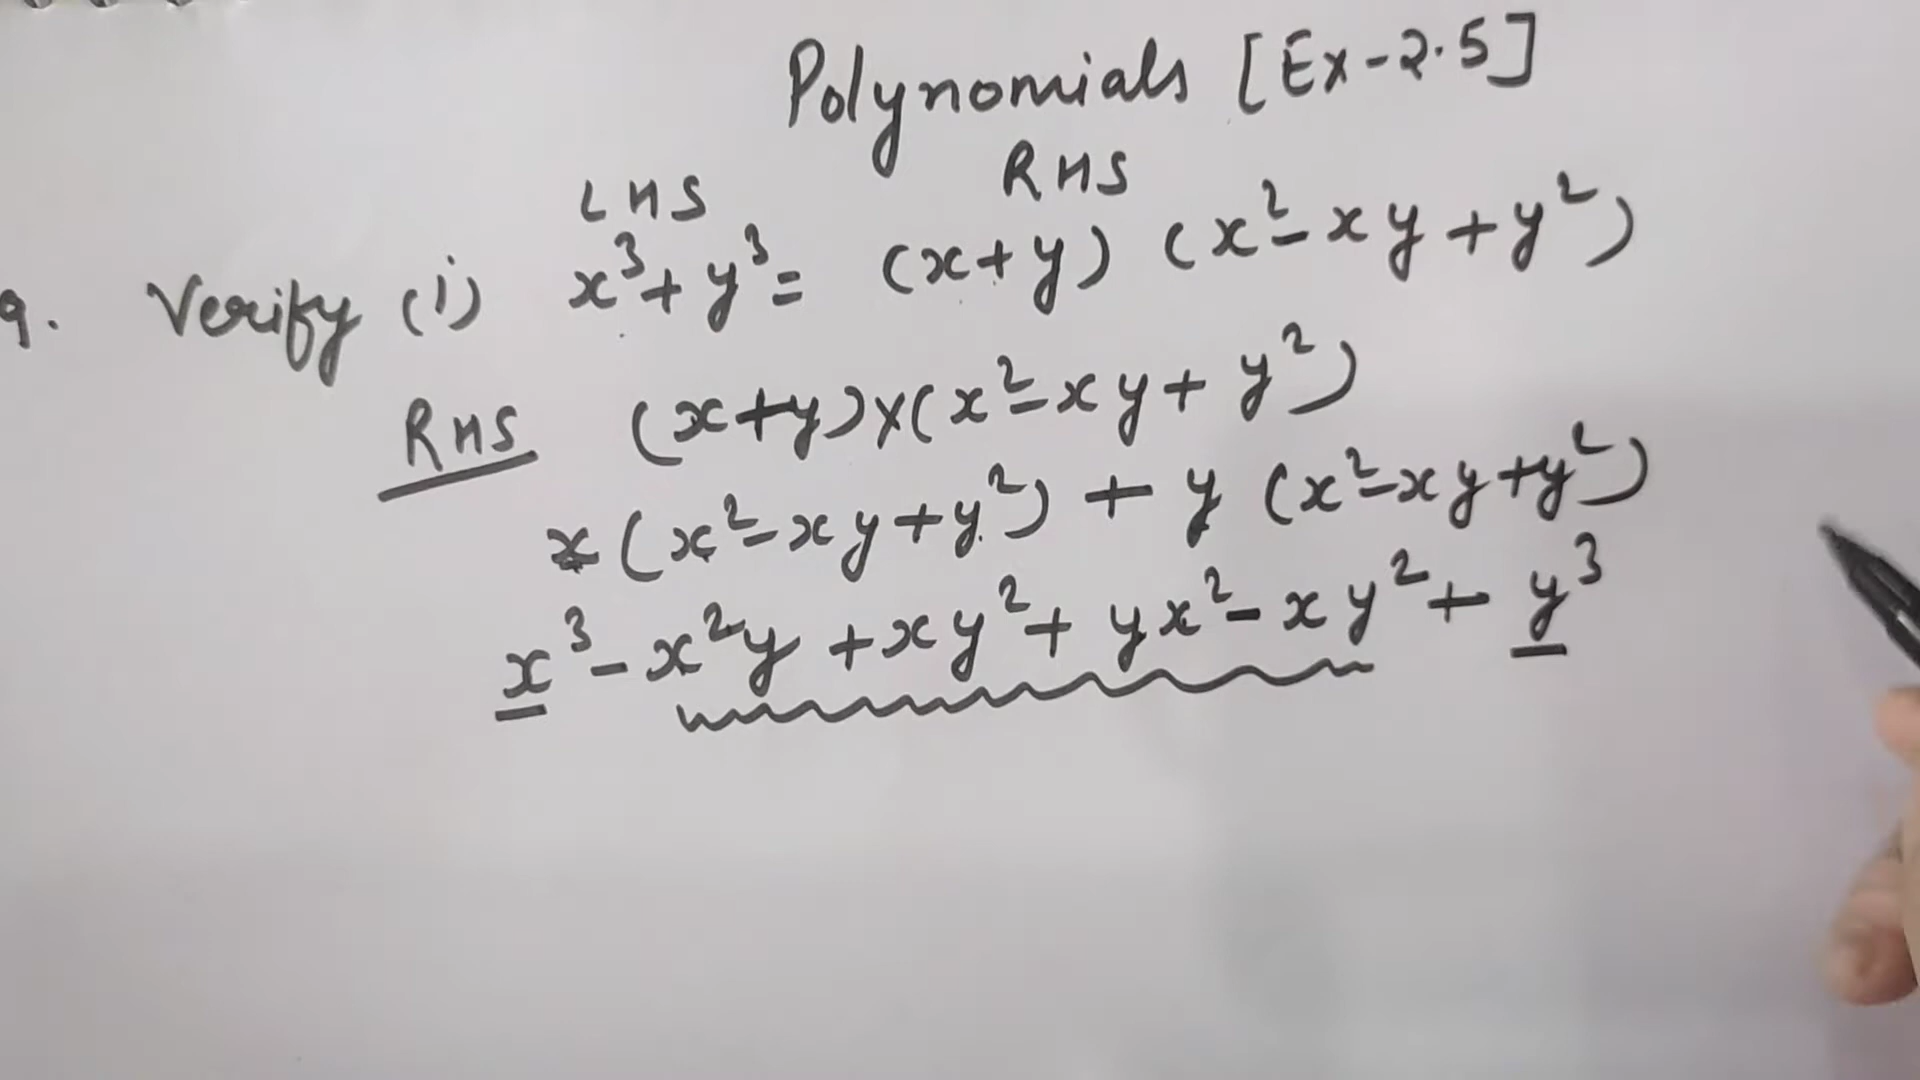 Polynomials [Ex-2.5]
LHS RHS
9. Verify (i) x³+y³= (x+y) (x²-xy+y²)
RHS (x+y)×(x²-xy+y²)
x(x²-xy+y²) + y (x²-xy+y²)
x³-x²y+xy²+yx²-xy²+y³